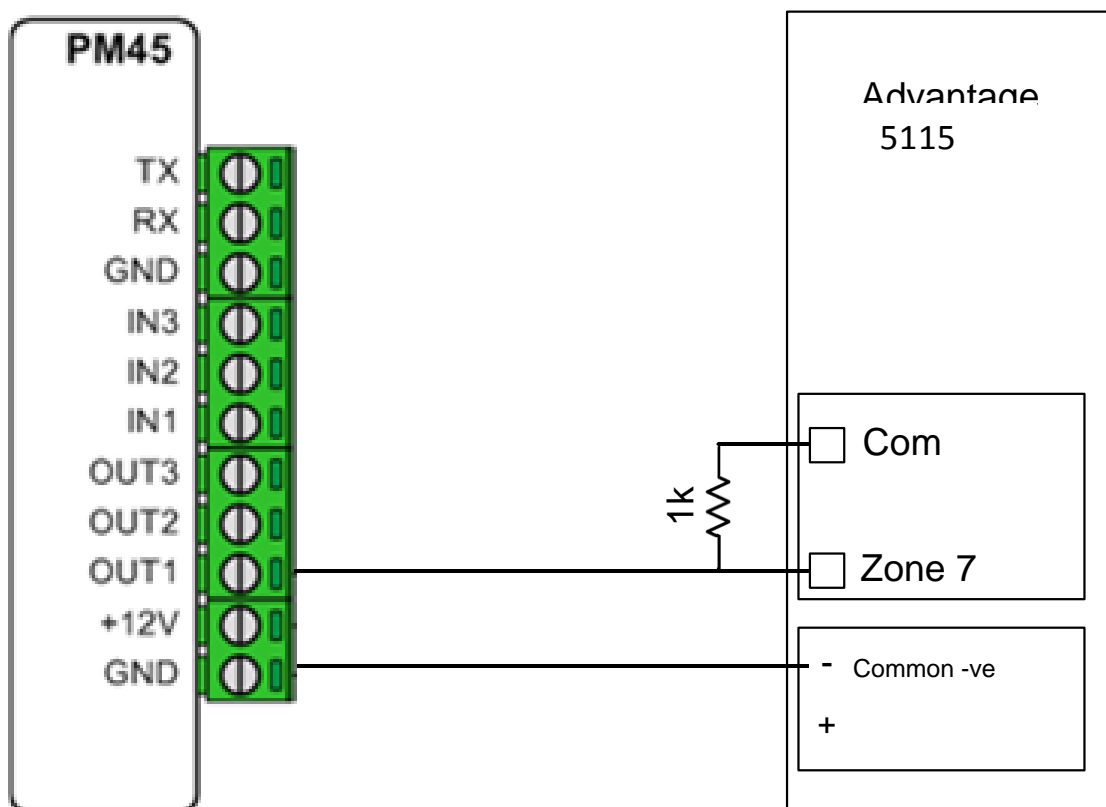 PM45
TX
RX
GND
IN3
IN2
IN1
OUT3
OUT2
OUT1
+12V
GND
1k
Advantage
5115
Com
Zone 7
- Common -ve
+